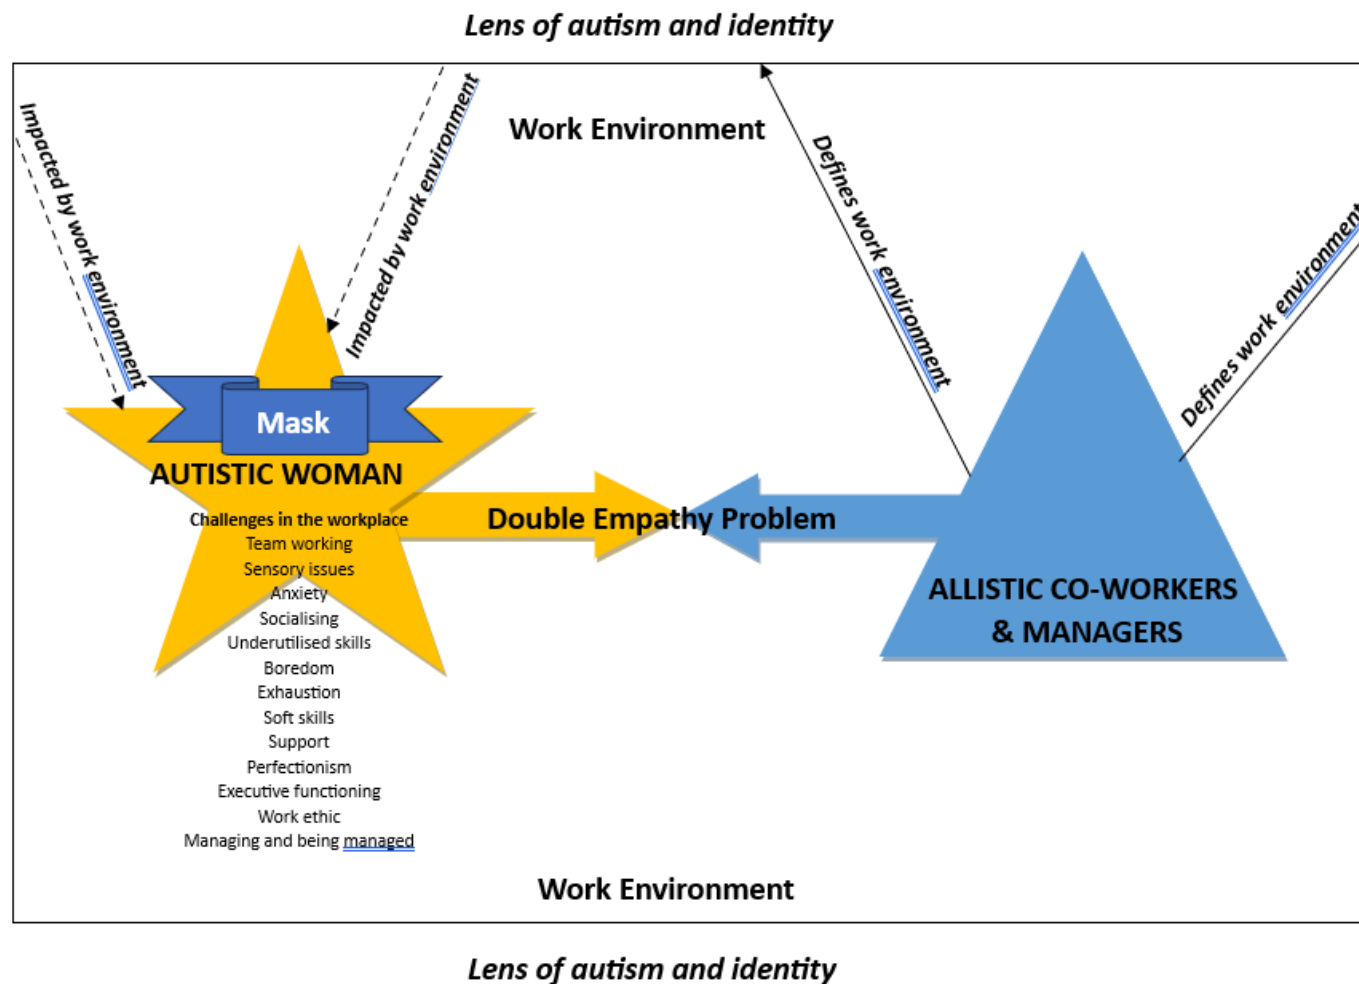 Lens of autism and identity
Work Environment
Impacted by work environment
Impacted by work environment
Defines work environment
Defines work environment
Mask
AUTISTIC WOMAN
Challenges in the workplace
Team working
Sensory issues
Anxiety
Socialising
Underutilised skills
Boredom
Exhaustion
Soft skills
Support
Perfectionism
Executive functioning
Work ethic
Managing and being managed
Double Empathy Problem
ALLISTIC CO-WORKERS
& MANAGERS
Work Environment
Lens of autism and identity